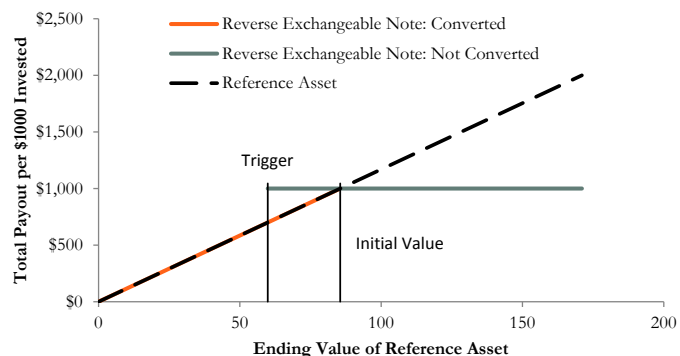 $2,500
Reverse Exchangeable Note: Converted
Reverse Exchangeable Note: Not Converted
Reference Asset
$2,000
$1,500
$1,000
$500
$0
Total Payout per $1000 Invested
Trigger
Initial Value
0
50
100
150
200
Ending Value of Reference Asset